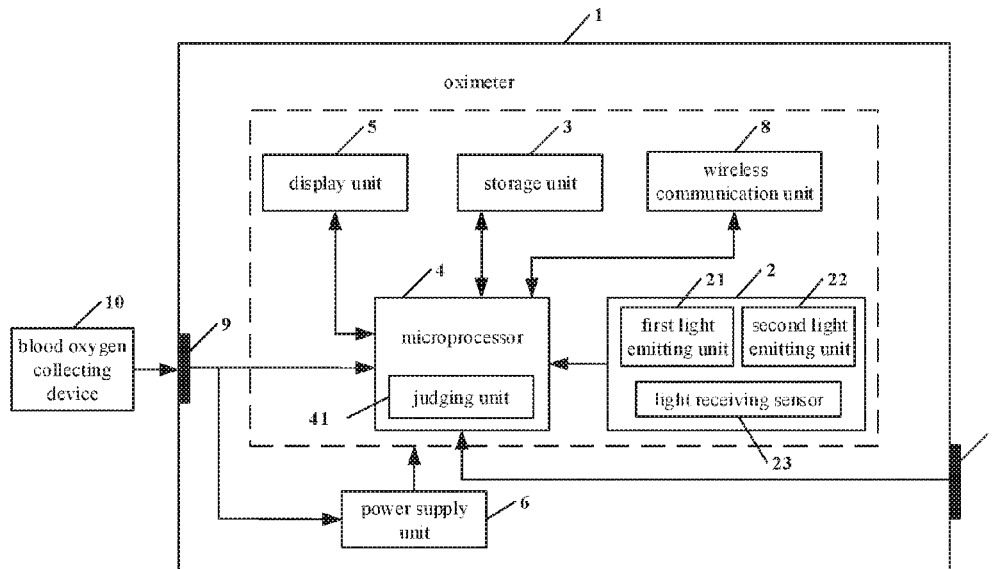 1
oximeter
5
3
8
display unit
storage unit
wireless
communication unit
4
21
2
22
10
9
microprocessor
first light
emitting unit
second light
emitting unit
blood oxygen
collecting
device
judging unit
light receiving sensor
41
23
power supply
unit
6